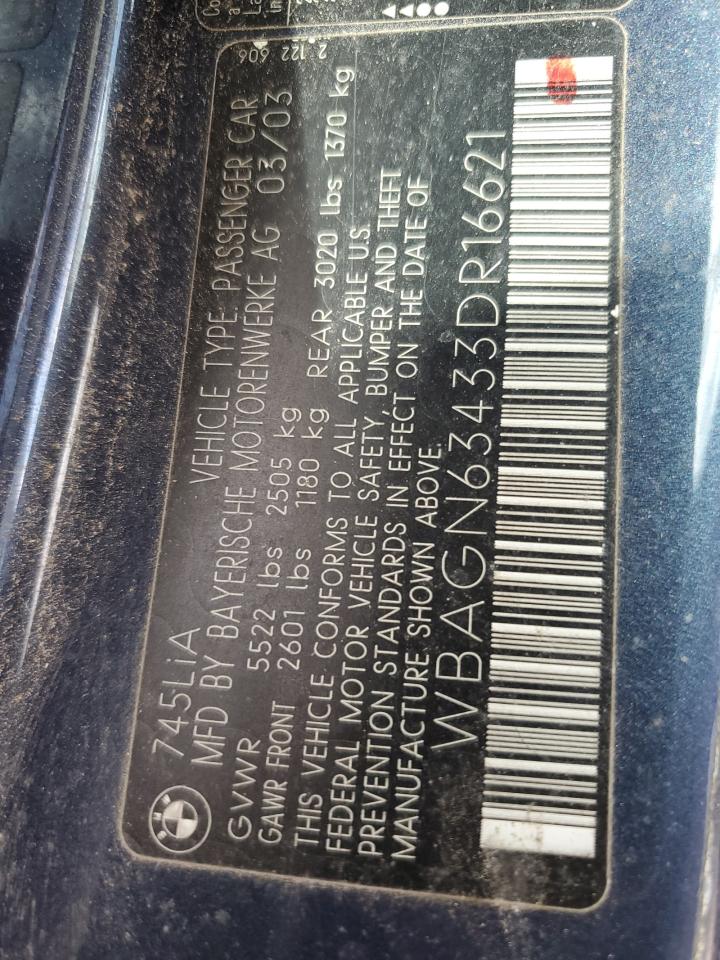 745LiA VEHICLE TYPE: PASSENGER CAR
MFD BY BAYERISCHE MOTORENWERKE AG 03/03
GVWR 5522 lbs 2505 kg
GAWR FRONT 2601 lbs 1180 kg REAR 3020 lbs 1370 kg
THIS VEHICLE CONFORMS TO ALL APPLICABLE U.S.
FEDERAL MOTOR VEHICLE SAFETY, BUMPER AND THEFT
PREVENTION STANDARDS IN EFFECT ON THE DATE OF
MANUFACTURE SHOWN ABOVE.
WBAGN63433DR16621
606
2 122